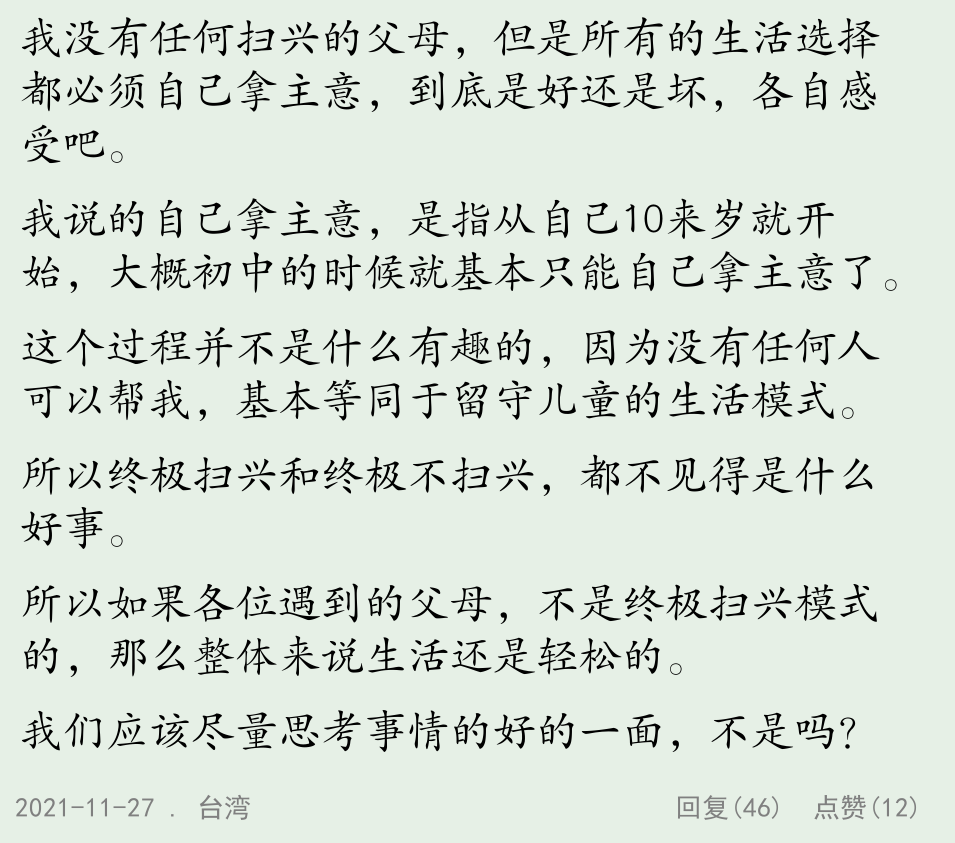 我没有任何扫兴的父母，但是所有的生活选择
都必须自己拿主意，到底是好还是坏，各自感
受吧。
我说的自己拿主意，是指从自己10来岁就开
始，大概初中的时候就基本只能自己拿主意了。
这个过程并不是什么有趣的，因为没有任何人
可以帮我，基本等同于留守儿童的生活模式。
所以终极扫兴和终极不扫兴，都不见得是什么
好事。
所以如果各位遇到的父母，不是终极扫兴模式
的，那么整体来说生活还是轻松的。
我们应该尽量思考事情的好的一面，不是吗？
2021-11-27 . 台湾 回复(46) 点赞(12)